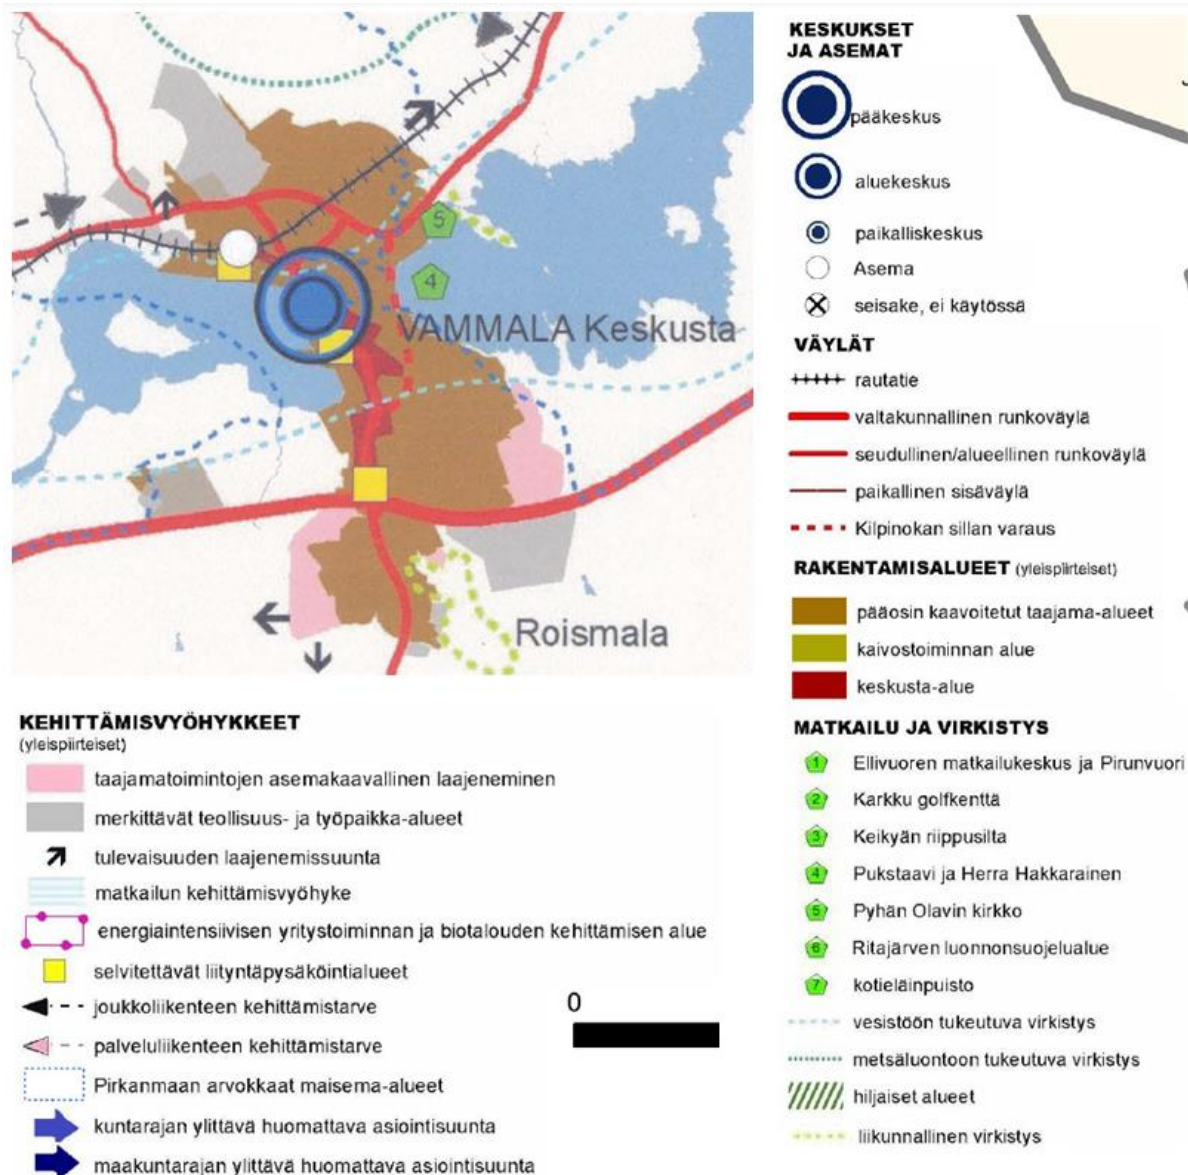 5
4
VAMMALA Keskusta
Roismala
KESKUKSET
JA ASEMAT
pääkeskus
aluekeskus
paikalliskeskus
Asema
seisake, ei käytössä
VÄYLÄT
rautatie
valtakunnallinen runkoväylä
seudullinen/alueellinen runkoväylä
paikallinen sisäväylä
Kilpinokan sillan varaus
RAKENTAMISALUEET (yleispiirteiset)
pääosin kaavoitetut taajama-alueet
kaivostoiminnan alue
keskusta-alue
KEHITTÄMISVYÖHYKKEET
(yleispiirteiset)
taajamatoimintojen asemakaavallinen laajeneminen
merkittävät teollisuus- ja työpaikka-alueet
tulevaisuuden laajenemissuunta
matkailun kehittämisvyöhyke
energiaintensiivisen yritystoiminnan ja biotalouden kehittämisen alue
selvitettävät liityntäpysäköintialueet
joukkoliikenteen kehittämistarve
palveluliikenteen kehittämistarve
Pirkanmaan arvokkaat maisema-alueet
kuntarajan ylittävä huomattava asiointisuunta
maakuntarajan ylittävä huomattava asiointisuunta
0
MATKAILU JA VIRKISTYS
1 Ellivuoren matkailukeskus ja Pirunvuori
2 Karkku golfkenttä
3 Keikyän riippusilta
4 Pukstaavi ja Herra Hakkarainen
5 Pyhän Olavin kirkko
6 Ritajärven luonnonsuojelualue
7 kotieläinpuisto
vesistöön tukeutuva virkistys
metsäluontoon tukeutuva virkistys
hiljaiset alueet
liikunnallinen virkistys